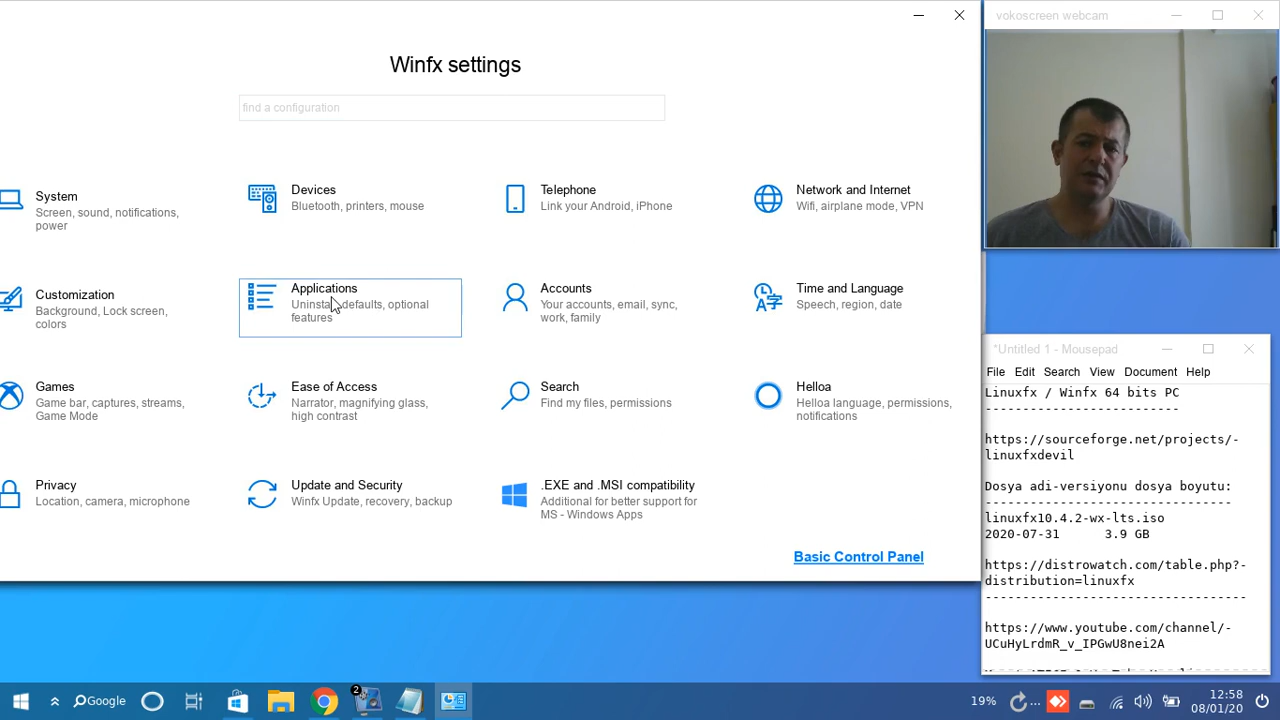 vokoscreen webcam
Winfx settings
find a configuration
System
Screen, sound, notifications,
power
Devices
Bluetooth, printers, mouse
Telephone
Link your Android, iPhone
Network and Internet
Wifi, airplane mode, VPN
Customization
Background, Lock screen,
colors
Applications
Uninstall, defaults, optional
features
Accounts
Your accounts, email, sync,
work, family
Time and Language
Speech, region, date
Games
Game bar, captures, streams,
Game Mode
Ease of Access
Narrator, magnifying glass,
high contrast
Search
Find my files, permissions
Helloa
Helloa language, permissions,
notifications
Privacy
Location, camera, microphone
Update and Security
Winfx Update, recovery, backup
.EXE and .MSI compatibility
Additional for better support for
MS - Windows Apps
Basic Control Panel
*Untitled 1 - Mousepad
File Edit Search View Document Help
Linuxfx / Winfx 64 bits PC
-------------------------
https://sourceforge.net/projects/-
linuxfxdevil
Dosya adi-versiyonu dosya boyutu:
--------------------------------
linuxfx10.4.2-wx-lts.iso
2020-07-31 3.9 GB
https://distrowatch.com/table.php?-
distribution=linuxfx
----------------------------------
https://www.youtube.com/channel/-
UCuHyLrdmR_v_IPGwU8nei2A
Google
2
19%
...
12:58
08/01/20